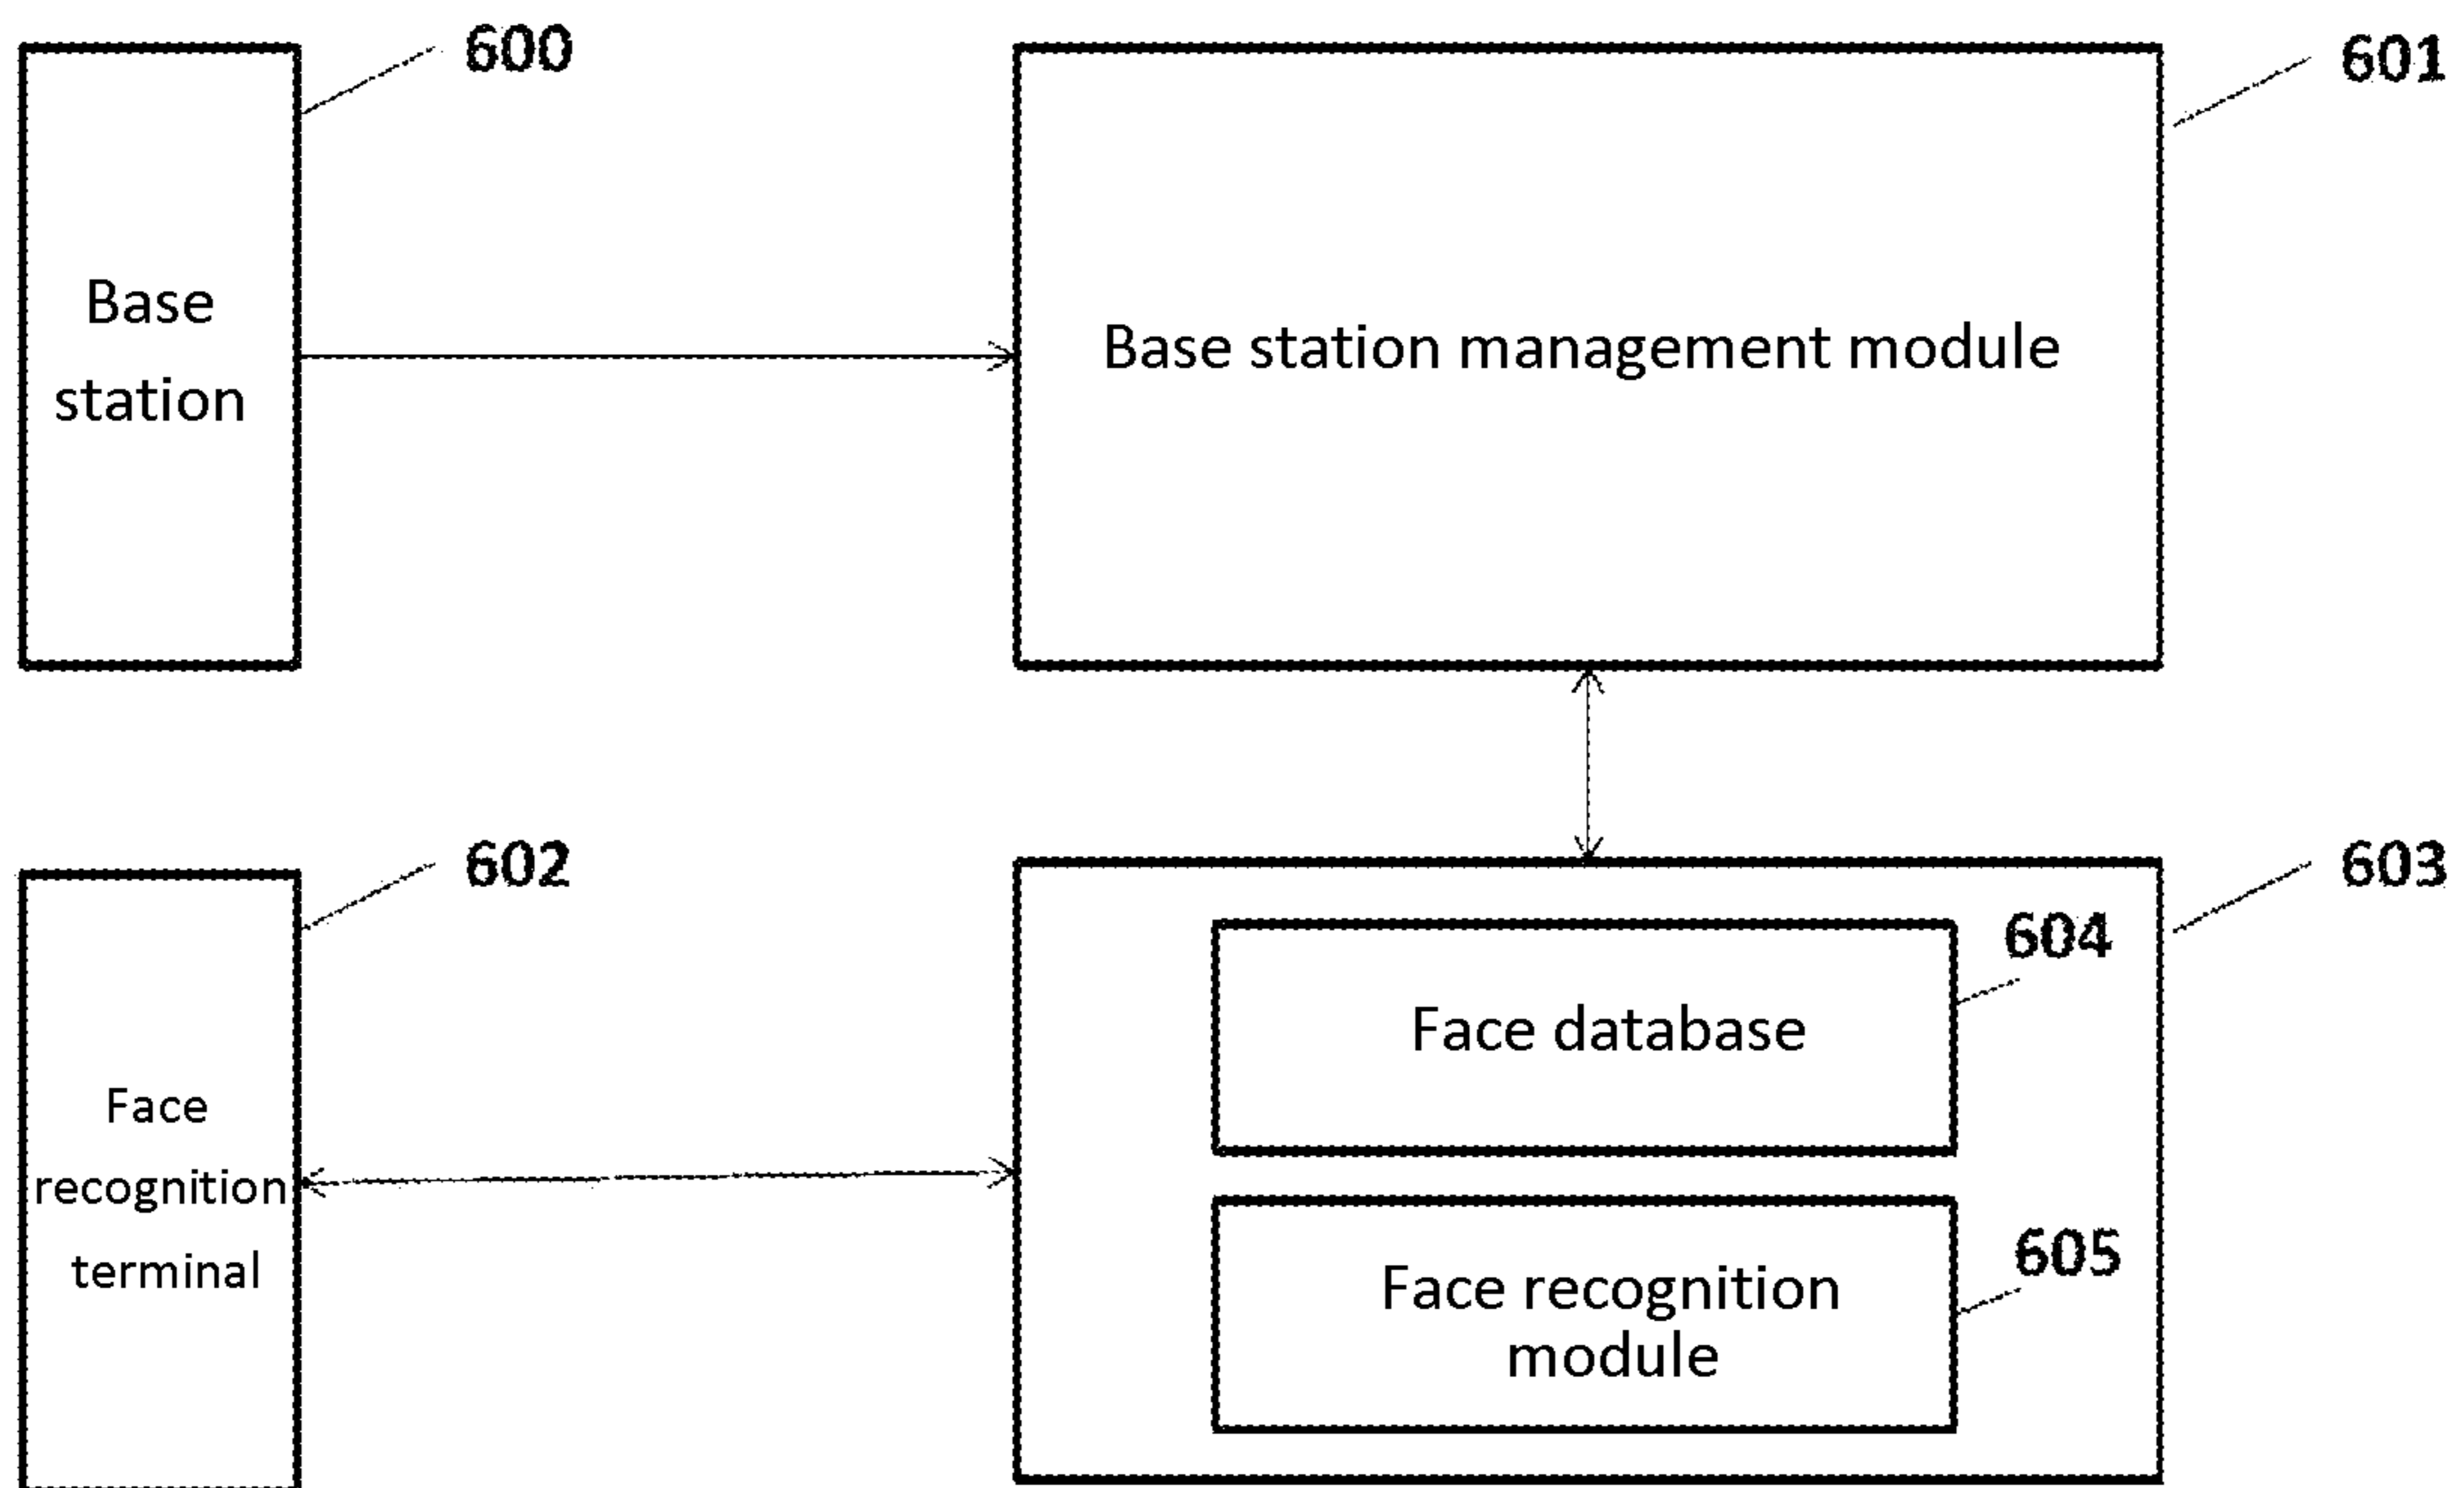 600
601
Base
station
Base station management module
602
603
604
Face database
Face
recognition
terminal
605
Face recognition
module